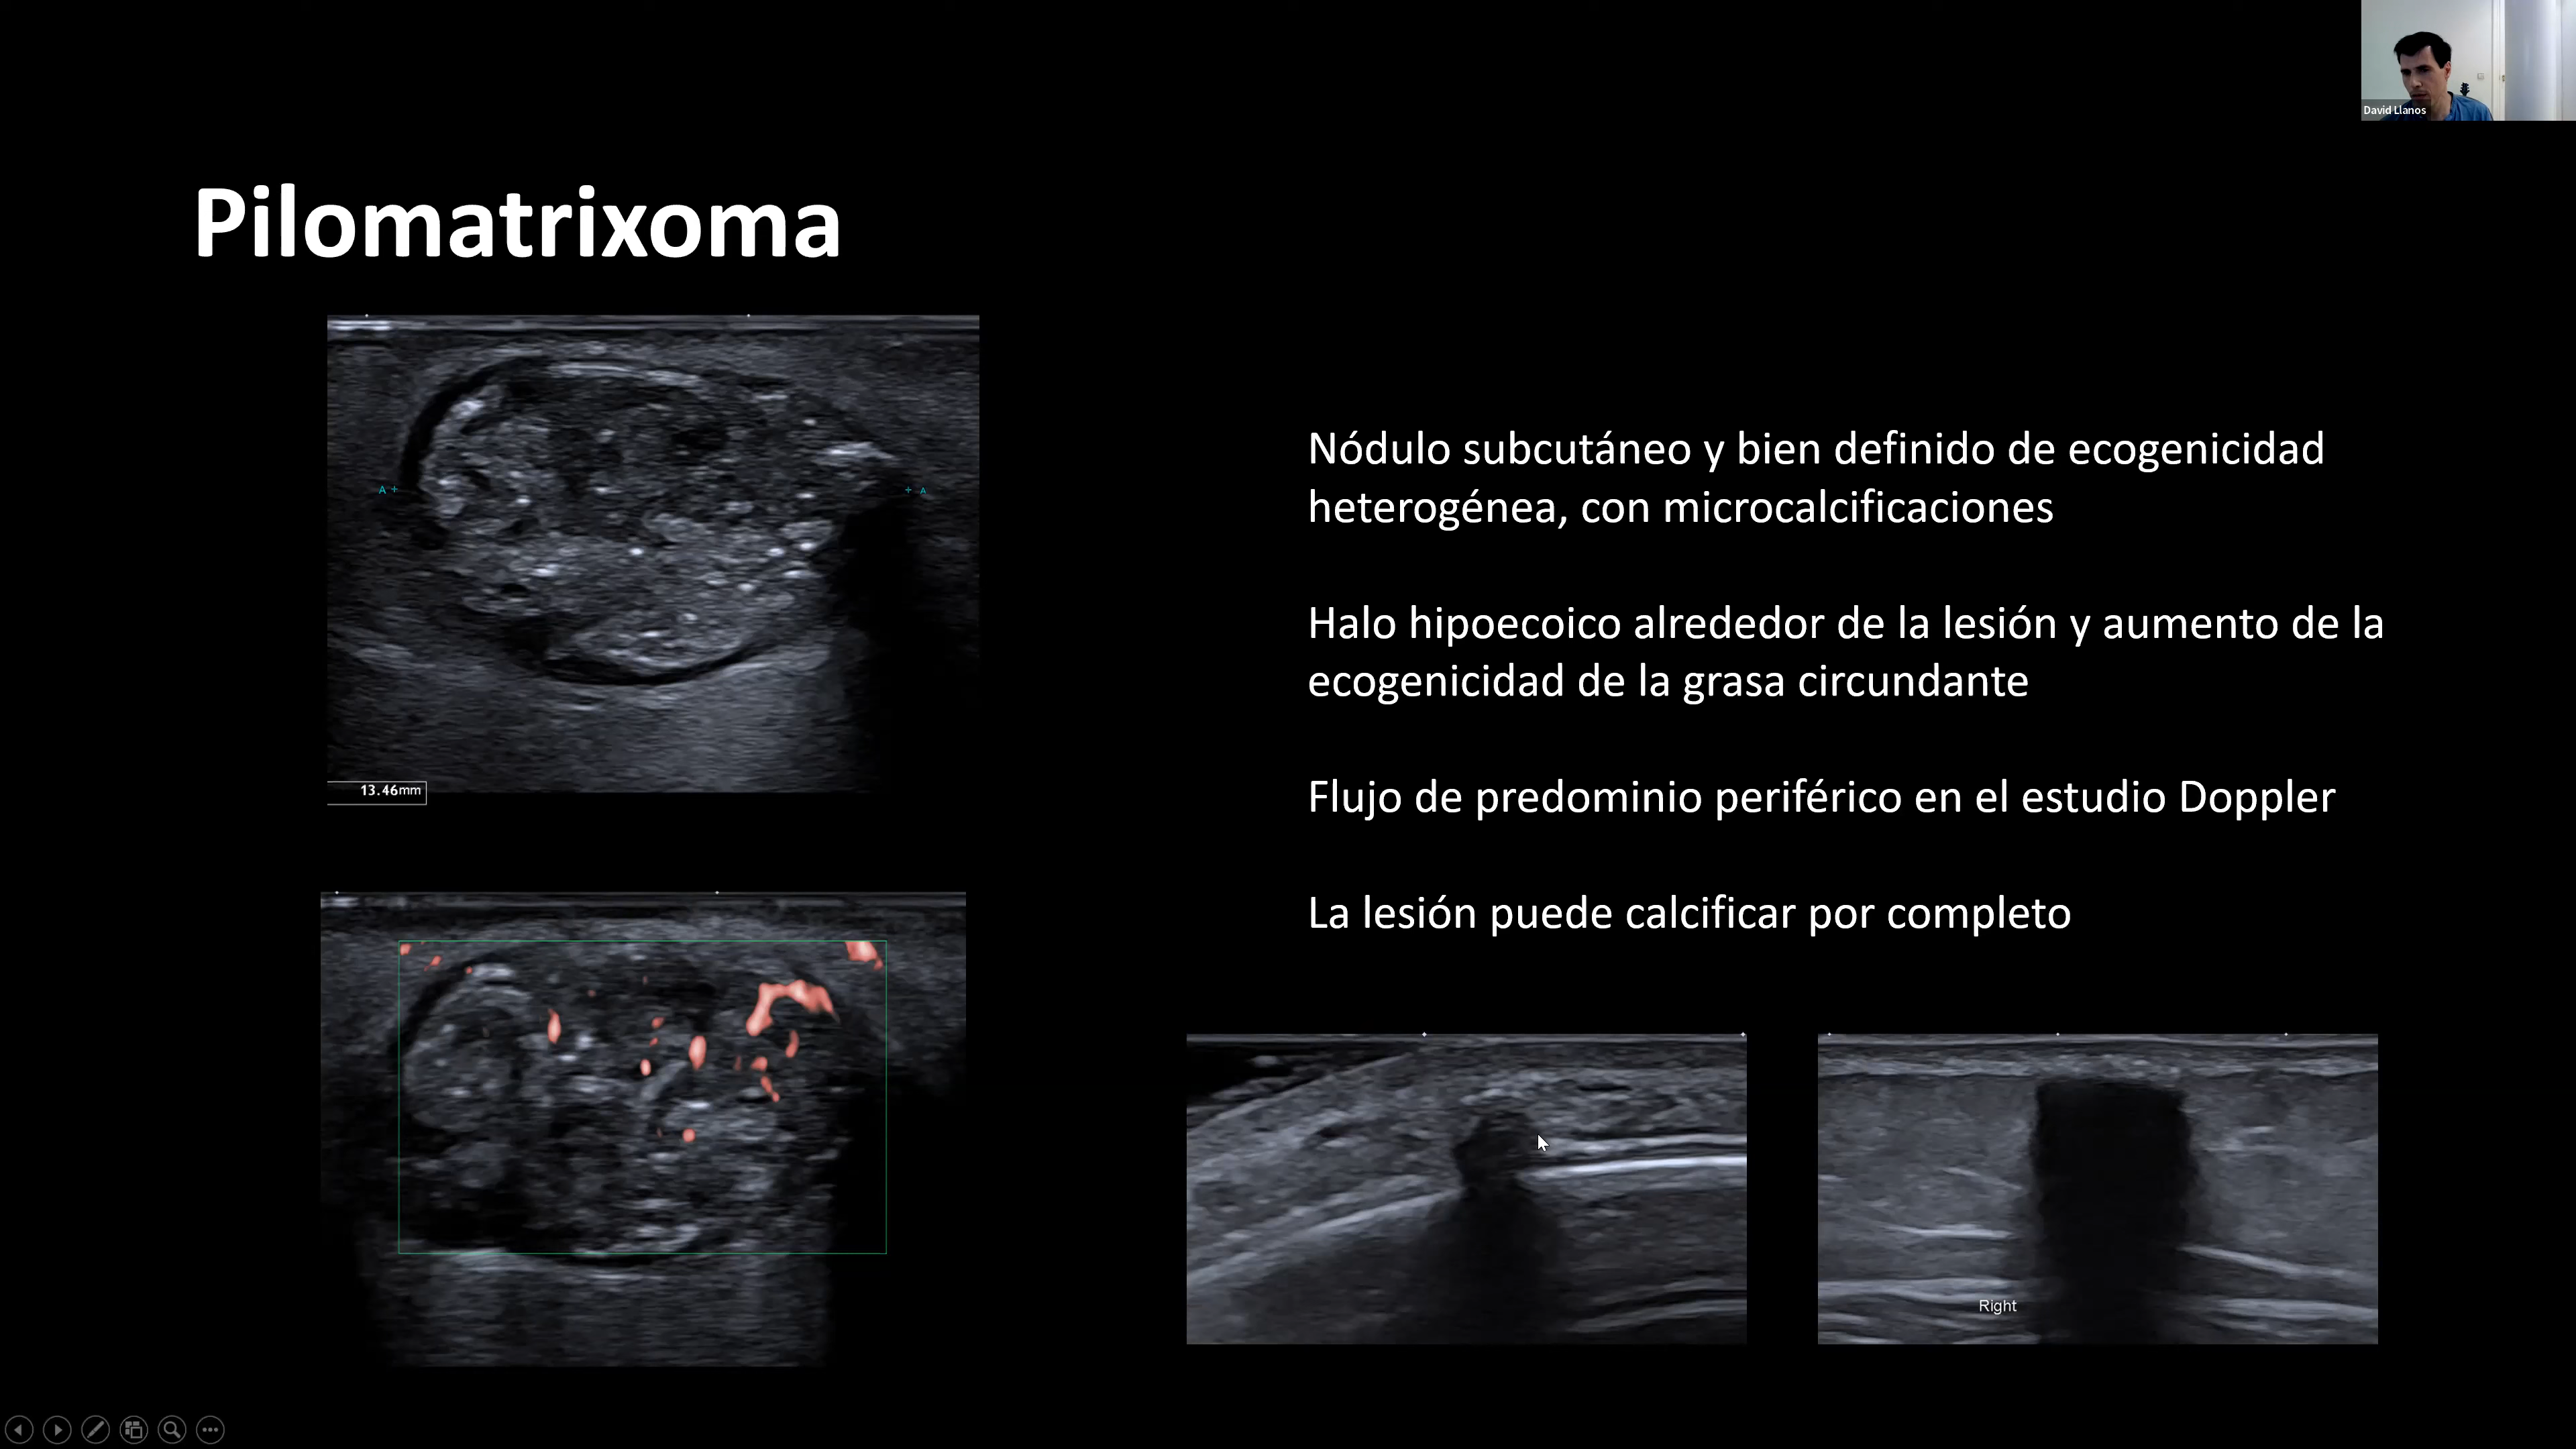 David Llanos
Pilomatrixoma
A
A
13.46mm
Nódulo subcutáneo y bien definido de ecogenicidad
heterogénea, con microcalcificaciones
Halo hipoecoico alrededor de la lesión y aumento de la
ecogenicidad de la grasa circundante
Flujo de predominio periférico en el estudio Doppler
La lesión puede calcificar por completo
Right